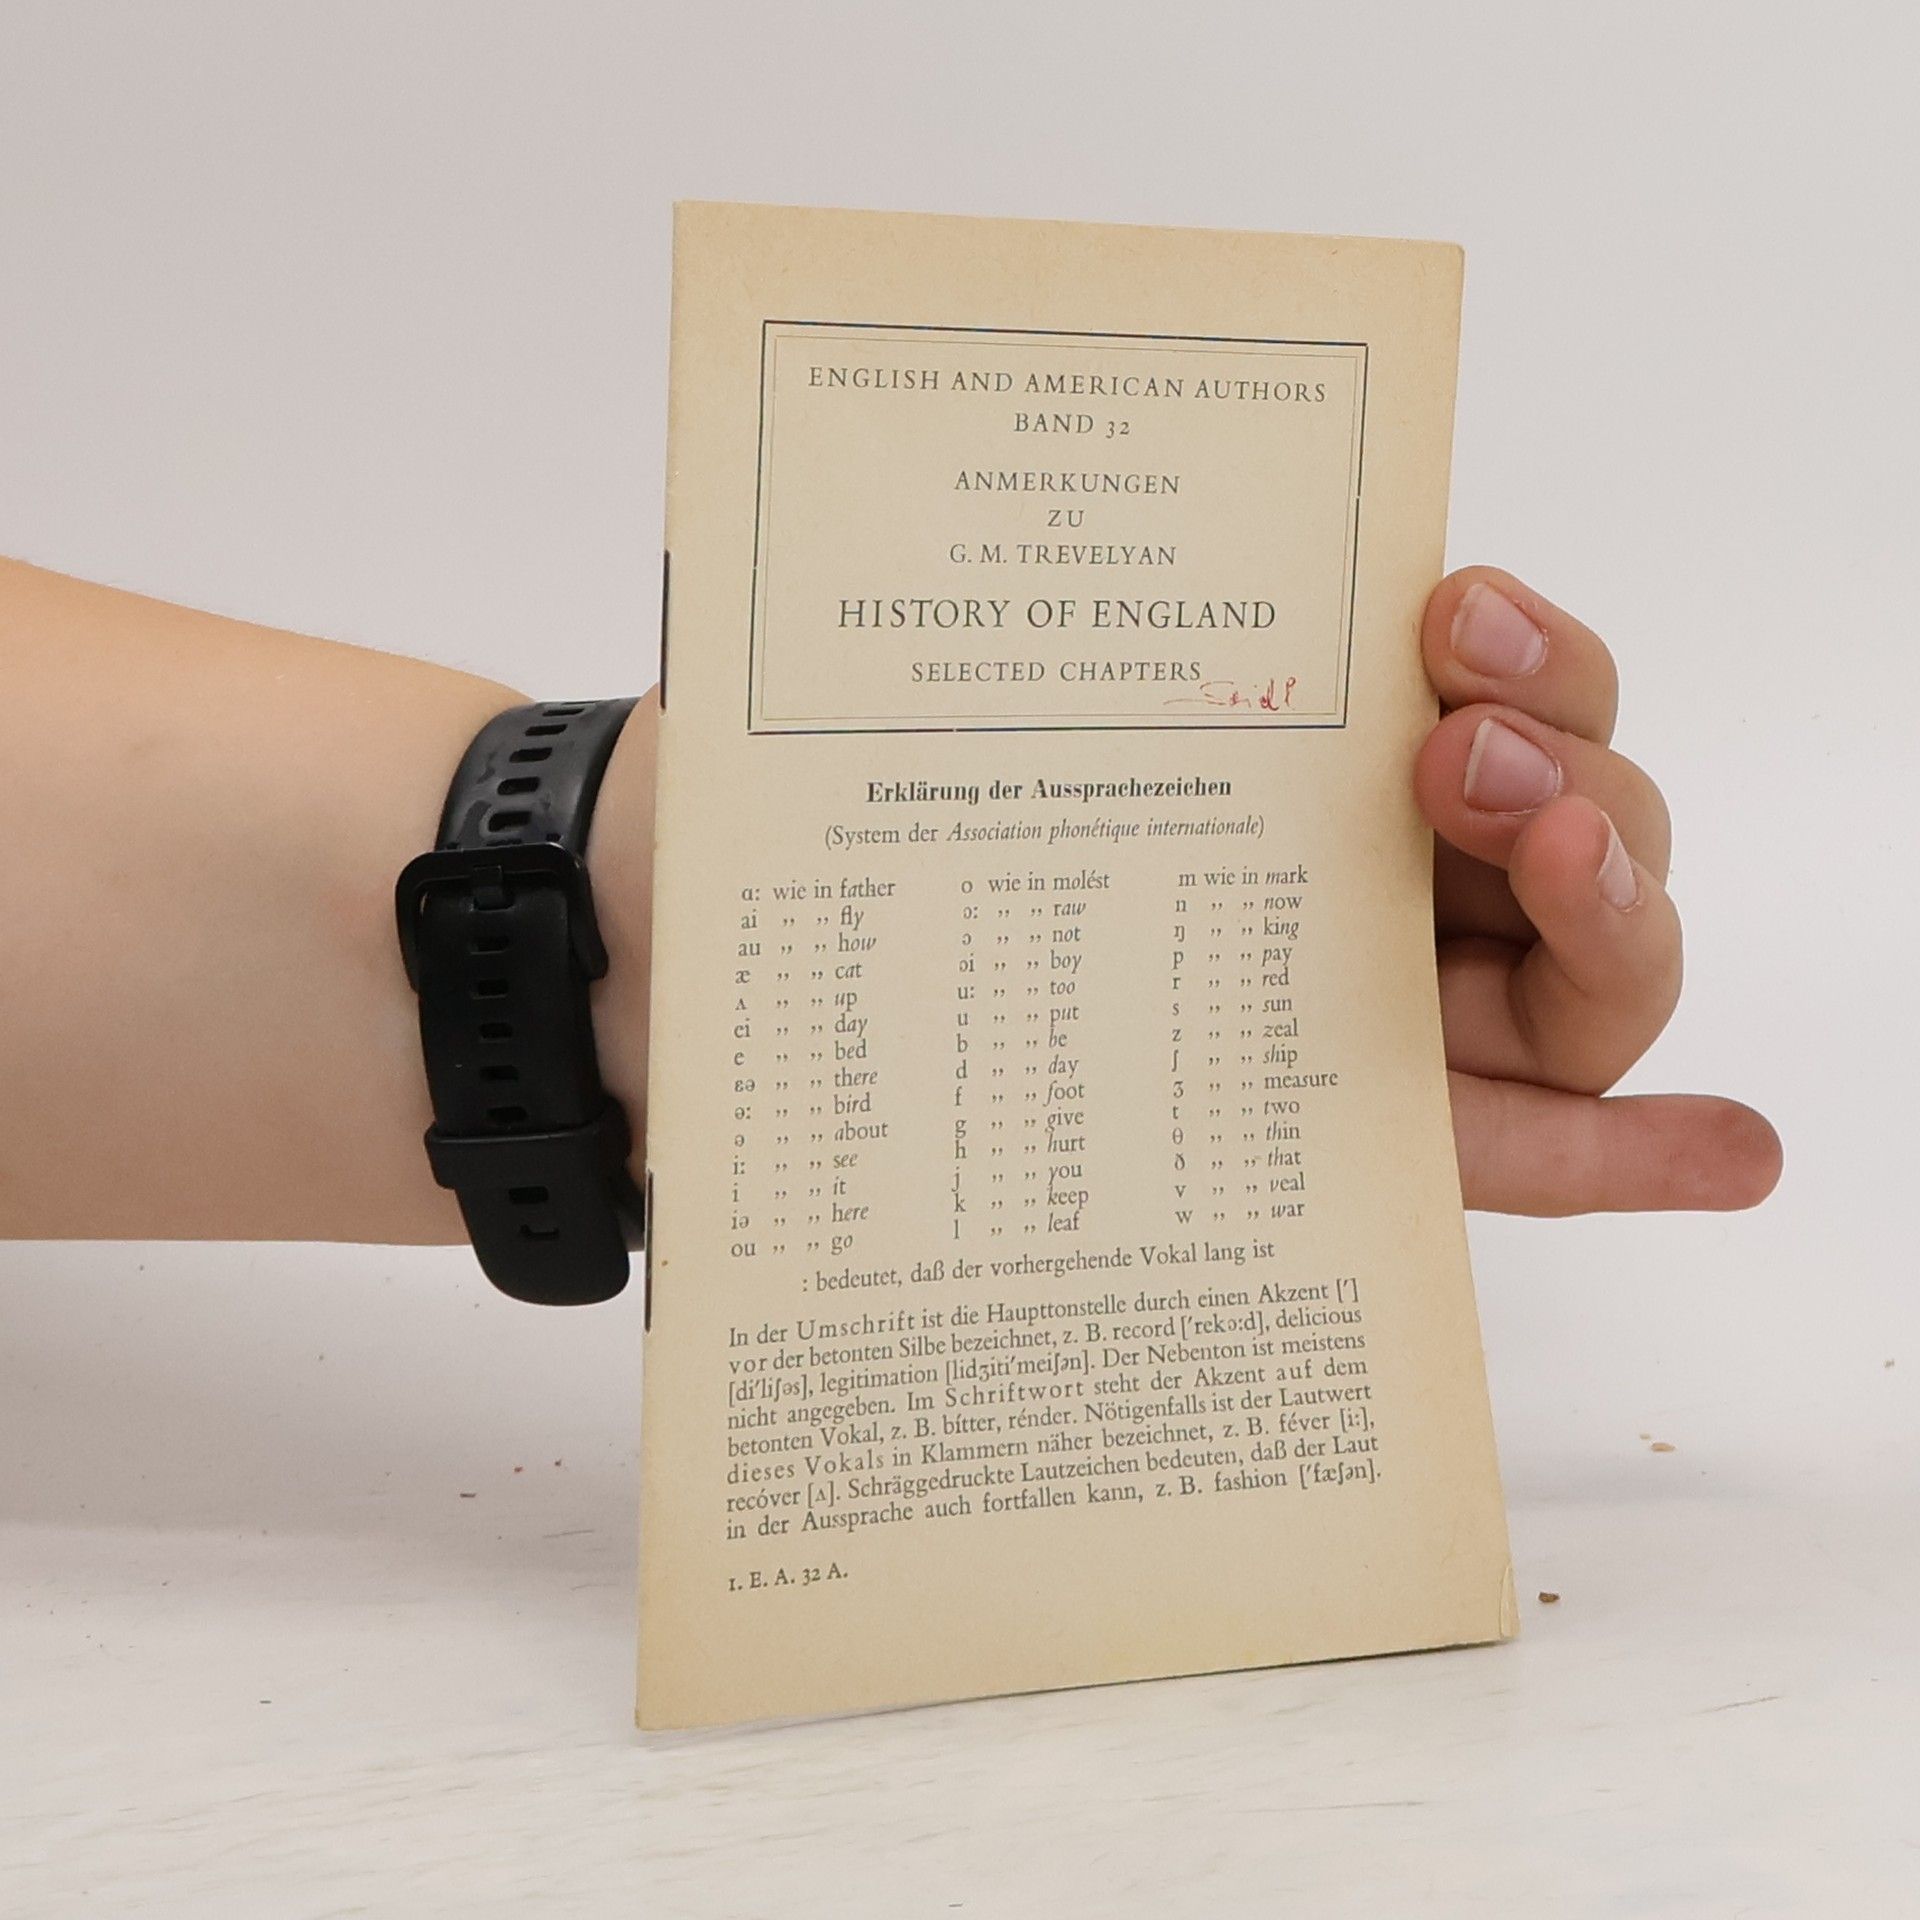 ENGLISH AND AMERICAN AUTHORS
BAND 32
ANMERKUNGEN
ZU
G. M. TREVELYAN
HISTORY OF ENGLAND
SELECTED CHAPTERS
Erklärung der Aussprachezeichen
(System der Association phonétique internationale)
ɑ: wie in father
ai „ „ fly
au „ „ how
æ „ „ cat
ʌ „ „ up
ei „ „ day
e „ „ bed
ɛə „ „ there
ə: „ „ bird
ə „ „ about
i: „ „ see
i „ „ it
iə „ „ here
ou „ „ go
o wie in molést
ɔ: „ „ raw
ɔ „ „ not
ɔi „ „ boy
u: „ „ too
u „ „ put
b „ „ be
d „ „ day
f „ „ foot
g „ „ give
h „ „ hurt
j „ „ you
k „ „ keep
l „ „ leaf
m wie in mark
n „ „ now
ŋ „ „ king
p „ „ pay
r „ „ red
s „ „ sun
z „ „ zeal
ʃ „ „ ship
ʒ „ „ measure
t „ „ two
θ „ „ thin
ð „ „ that
v „ „ veal
w „ „ war
: bedeutet, daß der vorhergehende Vokal lang ist
In der Umschrift ist die Haupttonstelle durch einen Akzent [′]
vor der betonten Silbe bezeichnet, z. B. record [′rekɔ:d], delicious
[di′liʃəs], legitimation [lidʒiti′meiʃən]. Der Nebenton ist meistens
nicht angegeben. Im Schriftwort steht der Akzent auf dem
betonten Vokal, z. B. bítter, rénder. Nötigenfalls ist der Lautwert
dieses Vokals in Klammern näher bezeichnet, z. B. féver [i:],
recóver [ʌ]. Schräggedruckte Lautzeichen bedeuten, daß der Laut
in der Aussprache auch fortfallen kann, z. B. fashion [′fæʃən].
1. E. A. 32 A.